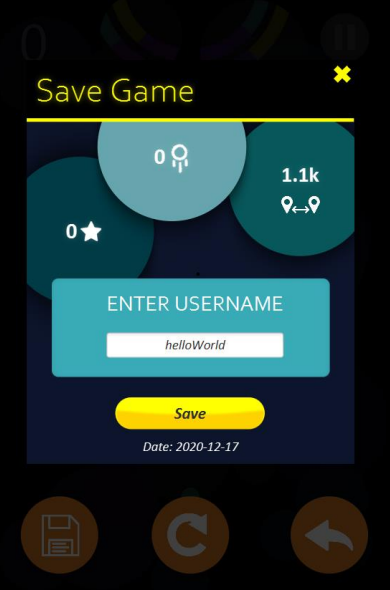 0
Save Game
0
1.1k
0
ENTER USERNAME
helloWorld
Save
Date: 2020-12-17